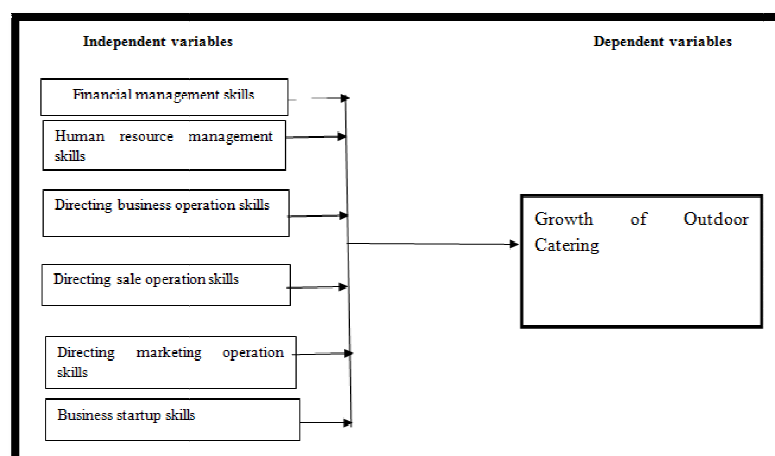 Independent variables
Dependent variables
Financial management skills
Human resource management
skills
Directing business operation skills
Growth of Outdoor
Catering
Directing sale operation skills
Directing marketing operation
skills
Business startup skills